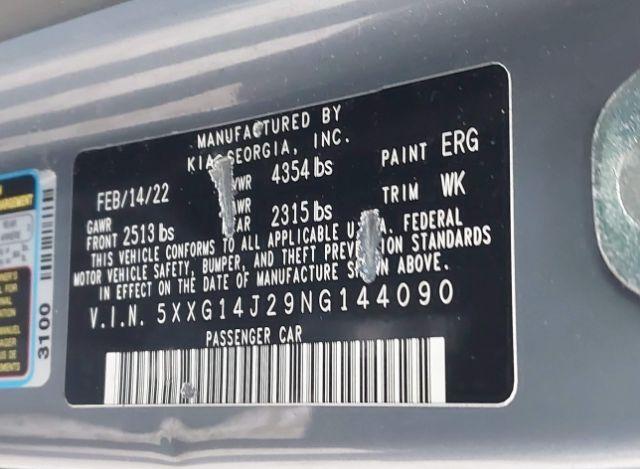 MANUFACTURED BY
KIA GEORGIA, INC.
FEB/14/22
4354 lbs
PAINT ERG
GAWR
FRONT 2513 lbs
2315 lbs
TRIM WK
THIS VEHICLE CONFORMS TO ALL APPLICABLE U.S.A. FEDERAL
MOTOR VEHICLE SAFETY, BUMPER, AND THEFT PREVENTION STANDARDS
IN EFFECT ON THE DATE OF MANUFACTURE SHOWN ABOVE.
V.I.N. 5XXG14J29NG144090
PASSENGER CAR
3100